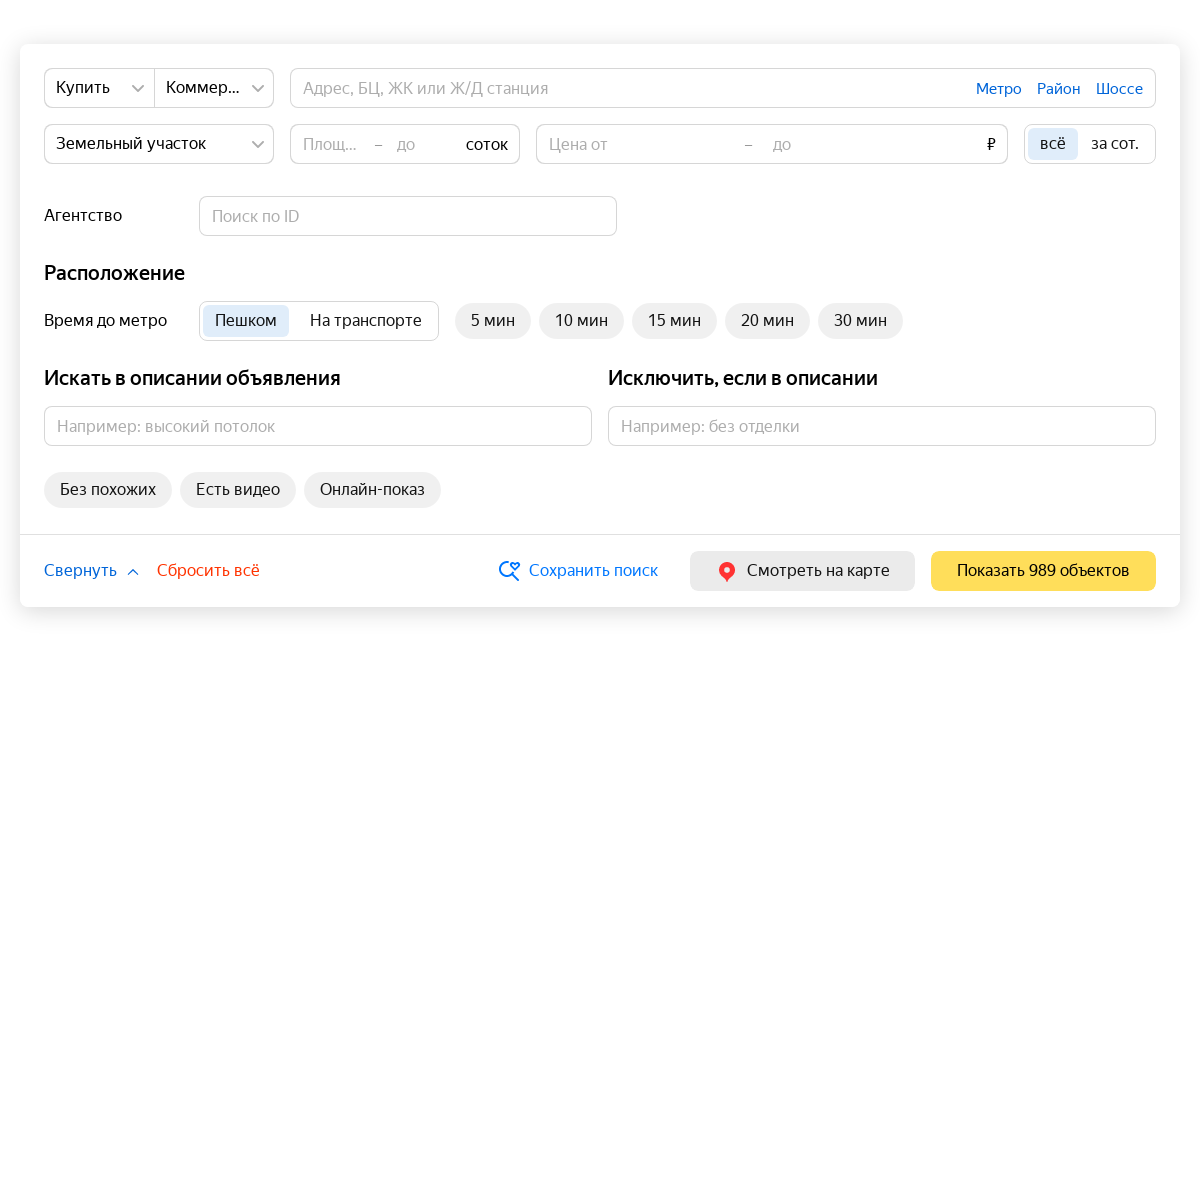 Купить Коммер... Адрес, БЦ, ЖК или Ж/Д станция Метро Район Шоссе
Земельный участок Площ... – до соток Цена от – до ₽ всё за сот.
Агентство Поиск по ID
Расположение
Время до метро Пешком На транспорте 5 мин 10 мин 15 мин 20 мин 30 мин
Искать в описании объявления Исключить, если в описании
Например: высокий потолок Например: без отделки
Без похожих Есть видео Онлайн-показ
Свернуть Сбросить всё Сохранить поиск Смотреть на карте Показать 989 объектов